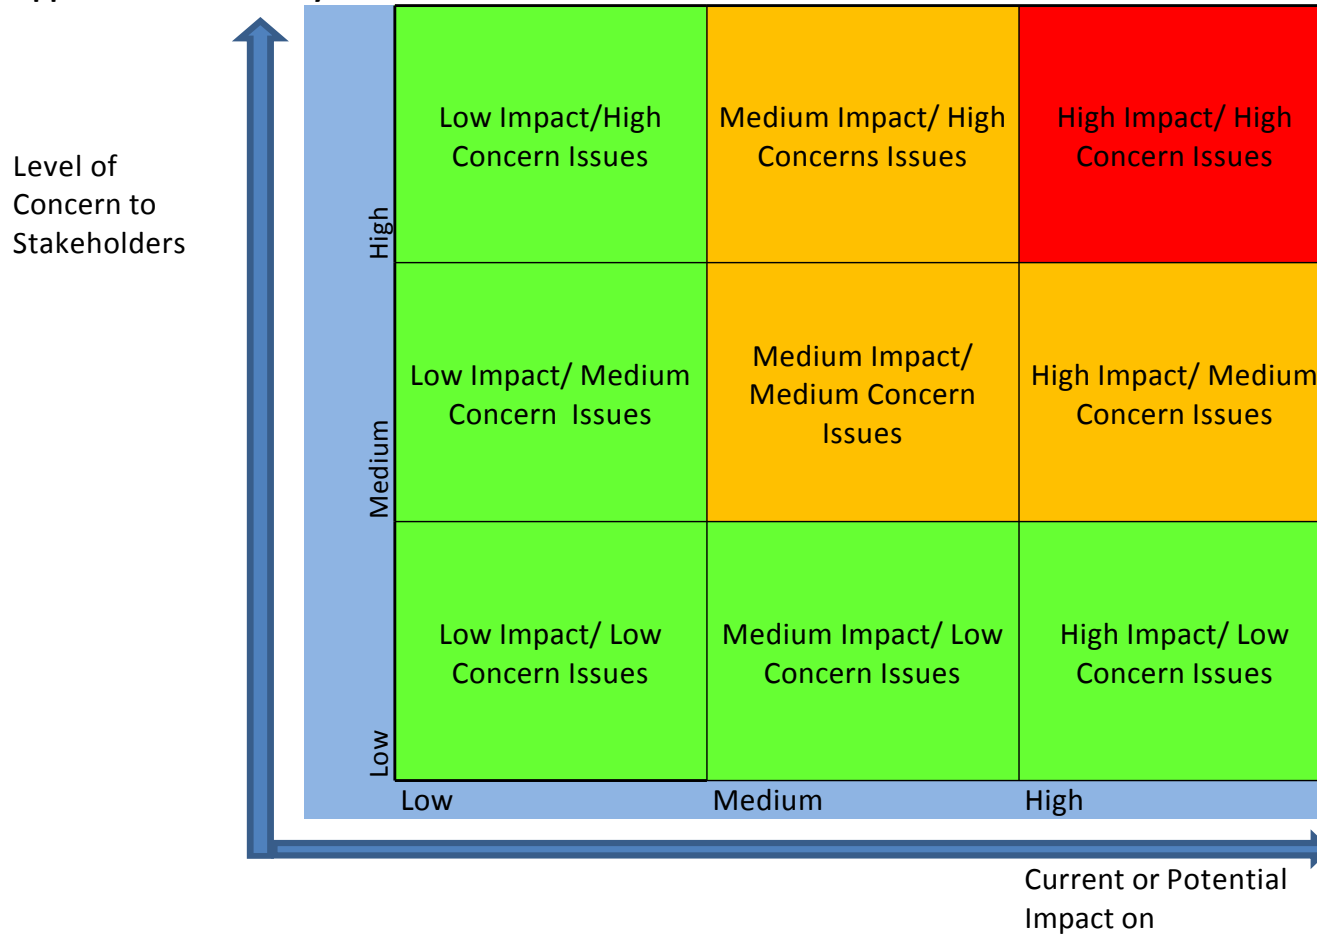 Level of
Concern to
Stakeholders
High
Medium
Low
Low Impact/High
Concern Issues
Medium Impact/ High
Concerns Issues
High Impact/ High
Concern Issues
Low Impact/ Medium
Concern  Issues
Medium Impact/
Medium Concern
Issues
High Impact/ Medium
Concern Issues
Low Impact/ Low
Concern Issues
Medium Impact/ Low
Concern Issues
High Impact/ Low
Concern Issues
Low
Medium
High
Current or Potential
Impact on